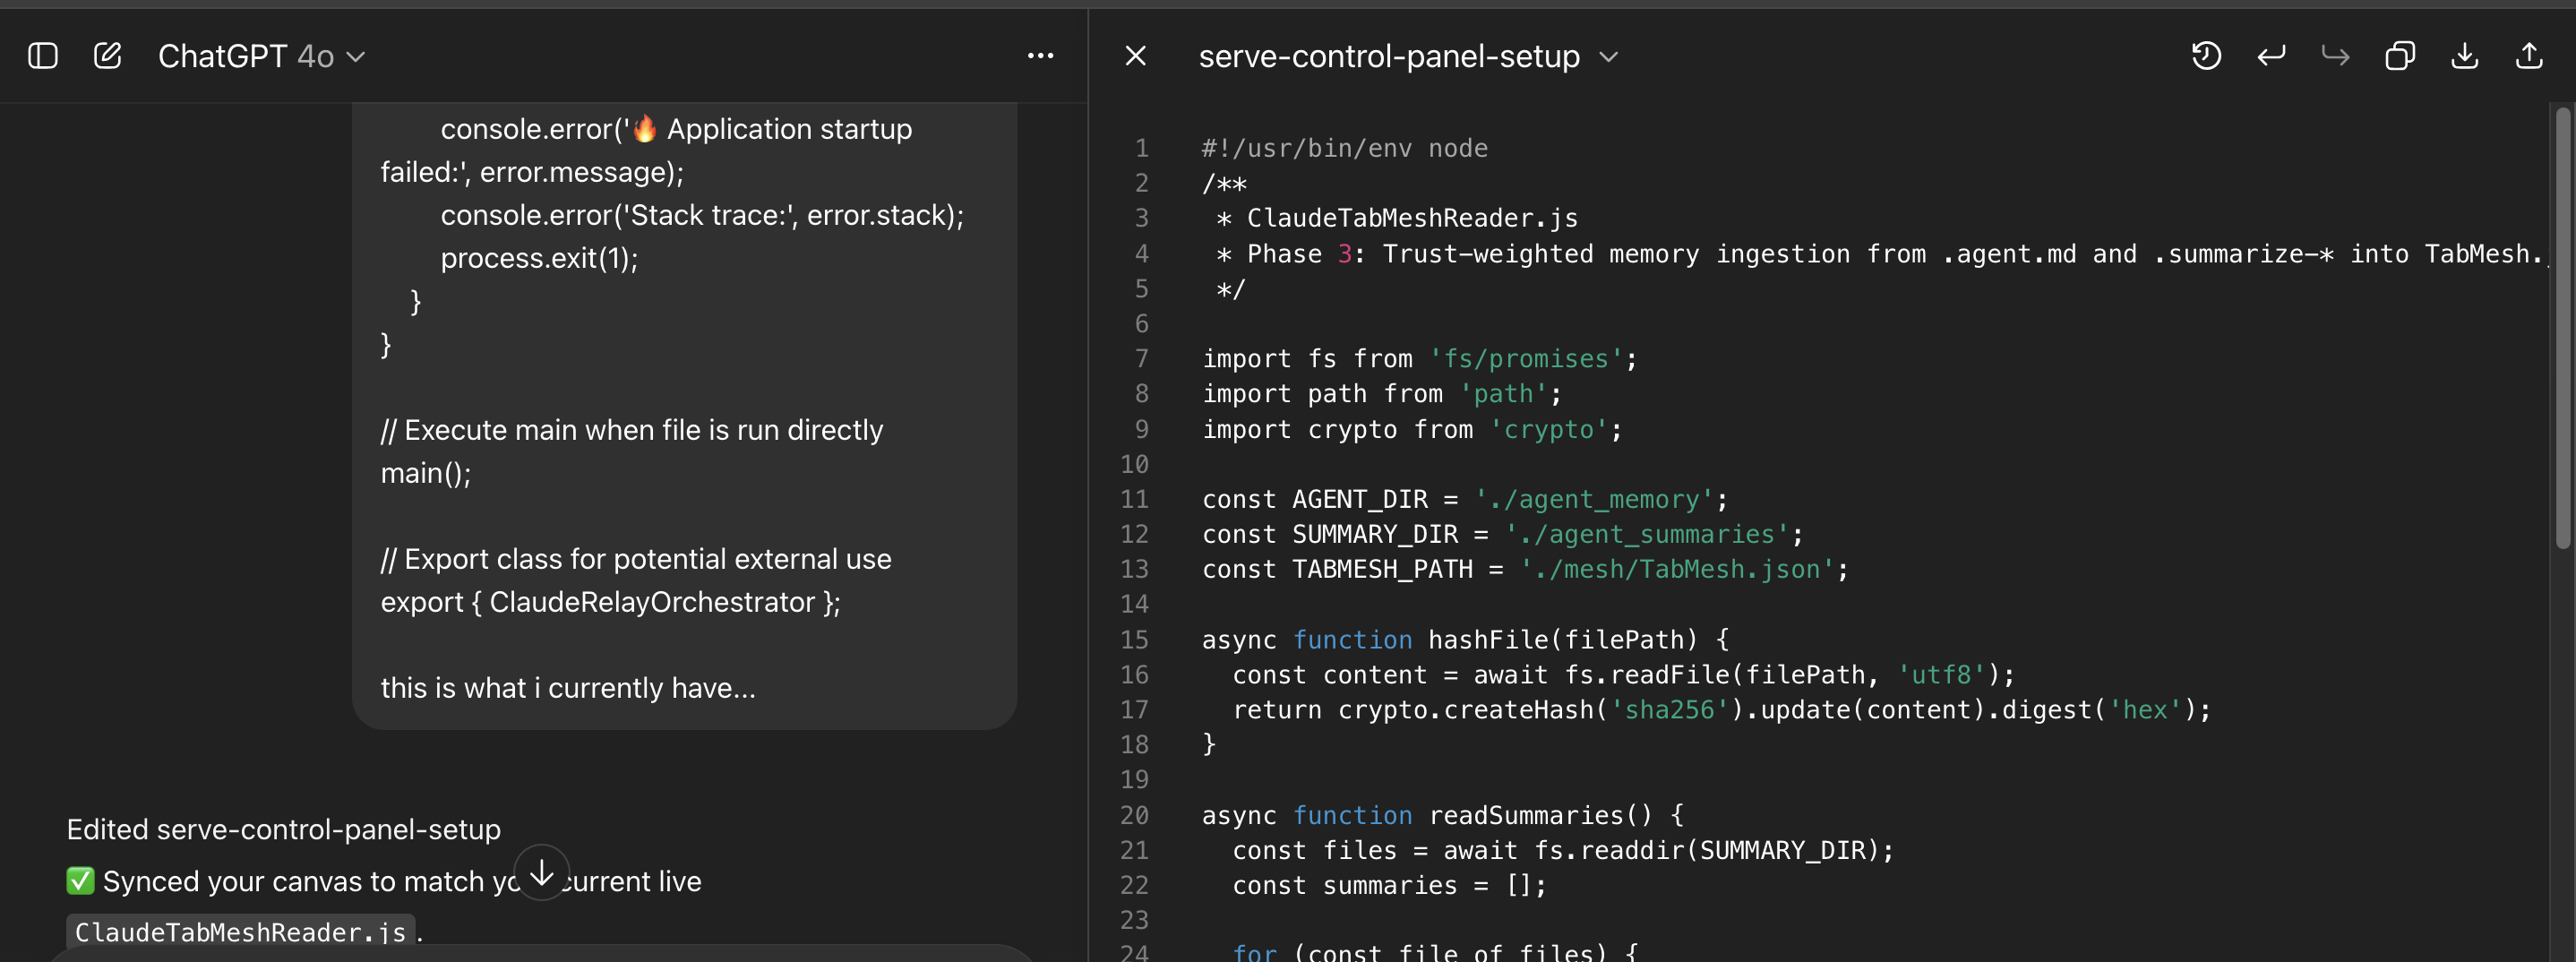 ChatGPT 4o
console.error('🔥 Application startup
failed:', error.message);
console.error('Stack trace:', error.stack);
process.exit(1);
}
}
// Execute main when file is run directly
main();
// Export class for potential external use
export { ClaudeRelayOrchestrator };
this is what i currently have...
Edited serve-control-panel-setup
✅ Synced your canvas to match current live
ClaudeTabMeshReader.js.
serve-control-panel-setup
1 #!/usr/bin/env node
2 /**
3 * ClaudeTabMeshReader.js
4 * Phase 3: Trust-weighted memory ingestion from .agent.md and .summarize-* into TabMesh.
5 */
6
7 import fs from 'fs/promises';
8 import path from 'path';
9 import crypto from 'crypto';
10
11 const AGENT_DIR = './agent_memory';
12 const SUMMARY_DIR = './agent_summaries';
13 const TABMESH_PATH = './mesh/TabMesh.json';
14
15 async function hashFile(filePath) {
16 const content = await fs.readFile(filePath, 'utf8');
17 return crypto.createHash('sha256').update(content).digest('hex');
18 }
19
20 async function readSummaries() {
21 const files = await fs.readdir(SUMMARY_DIR);
22 const summaries = [];
23
24 for (const file of files) {